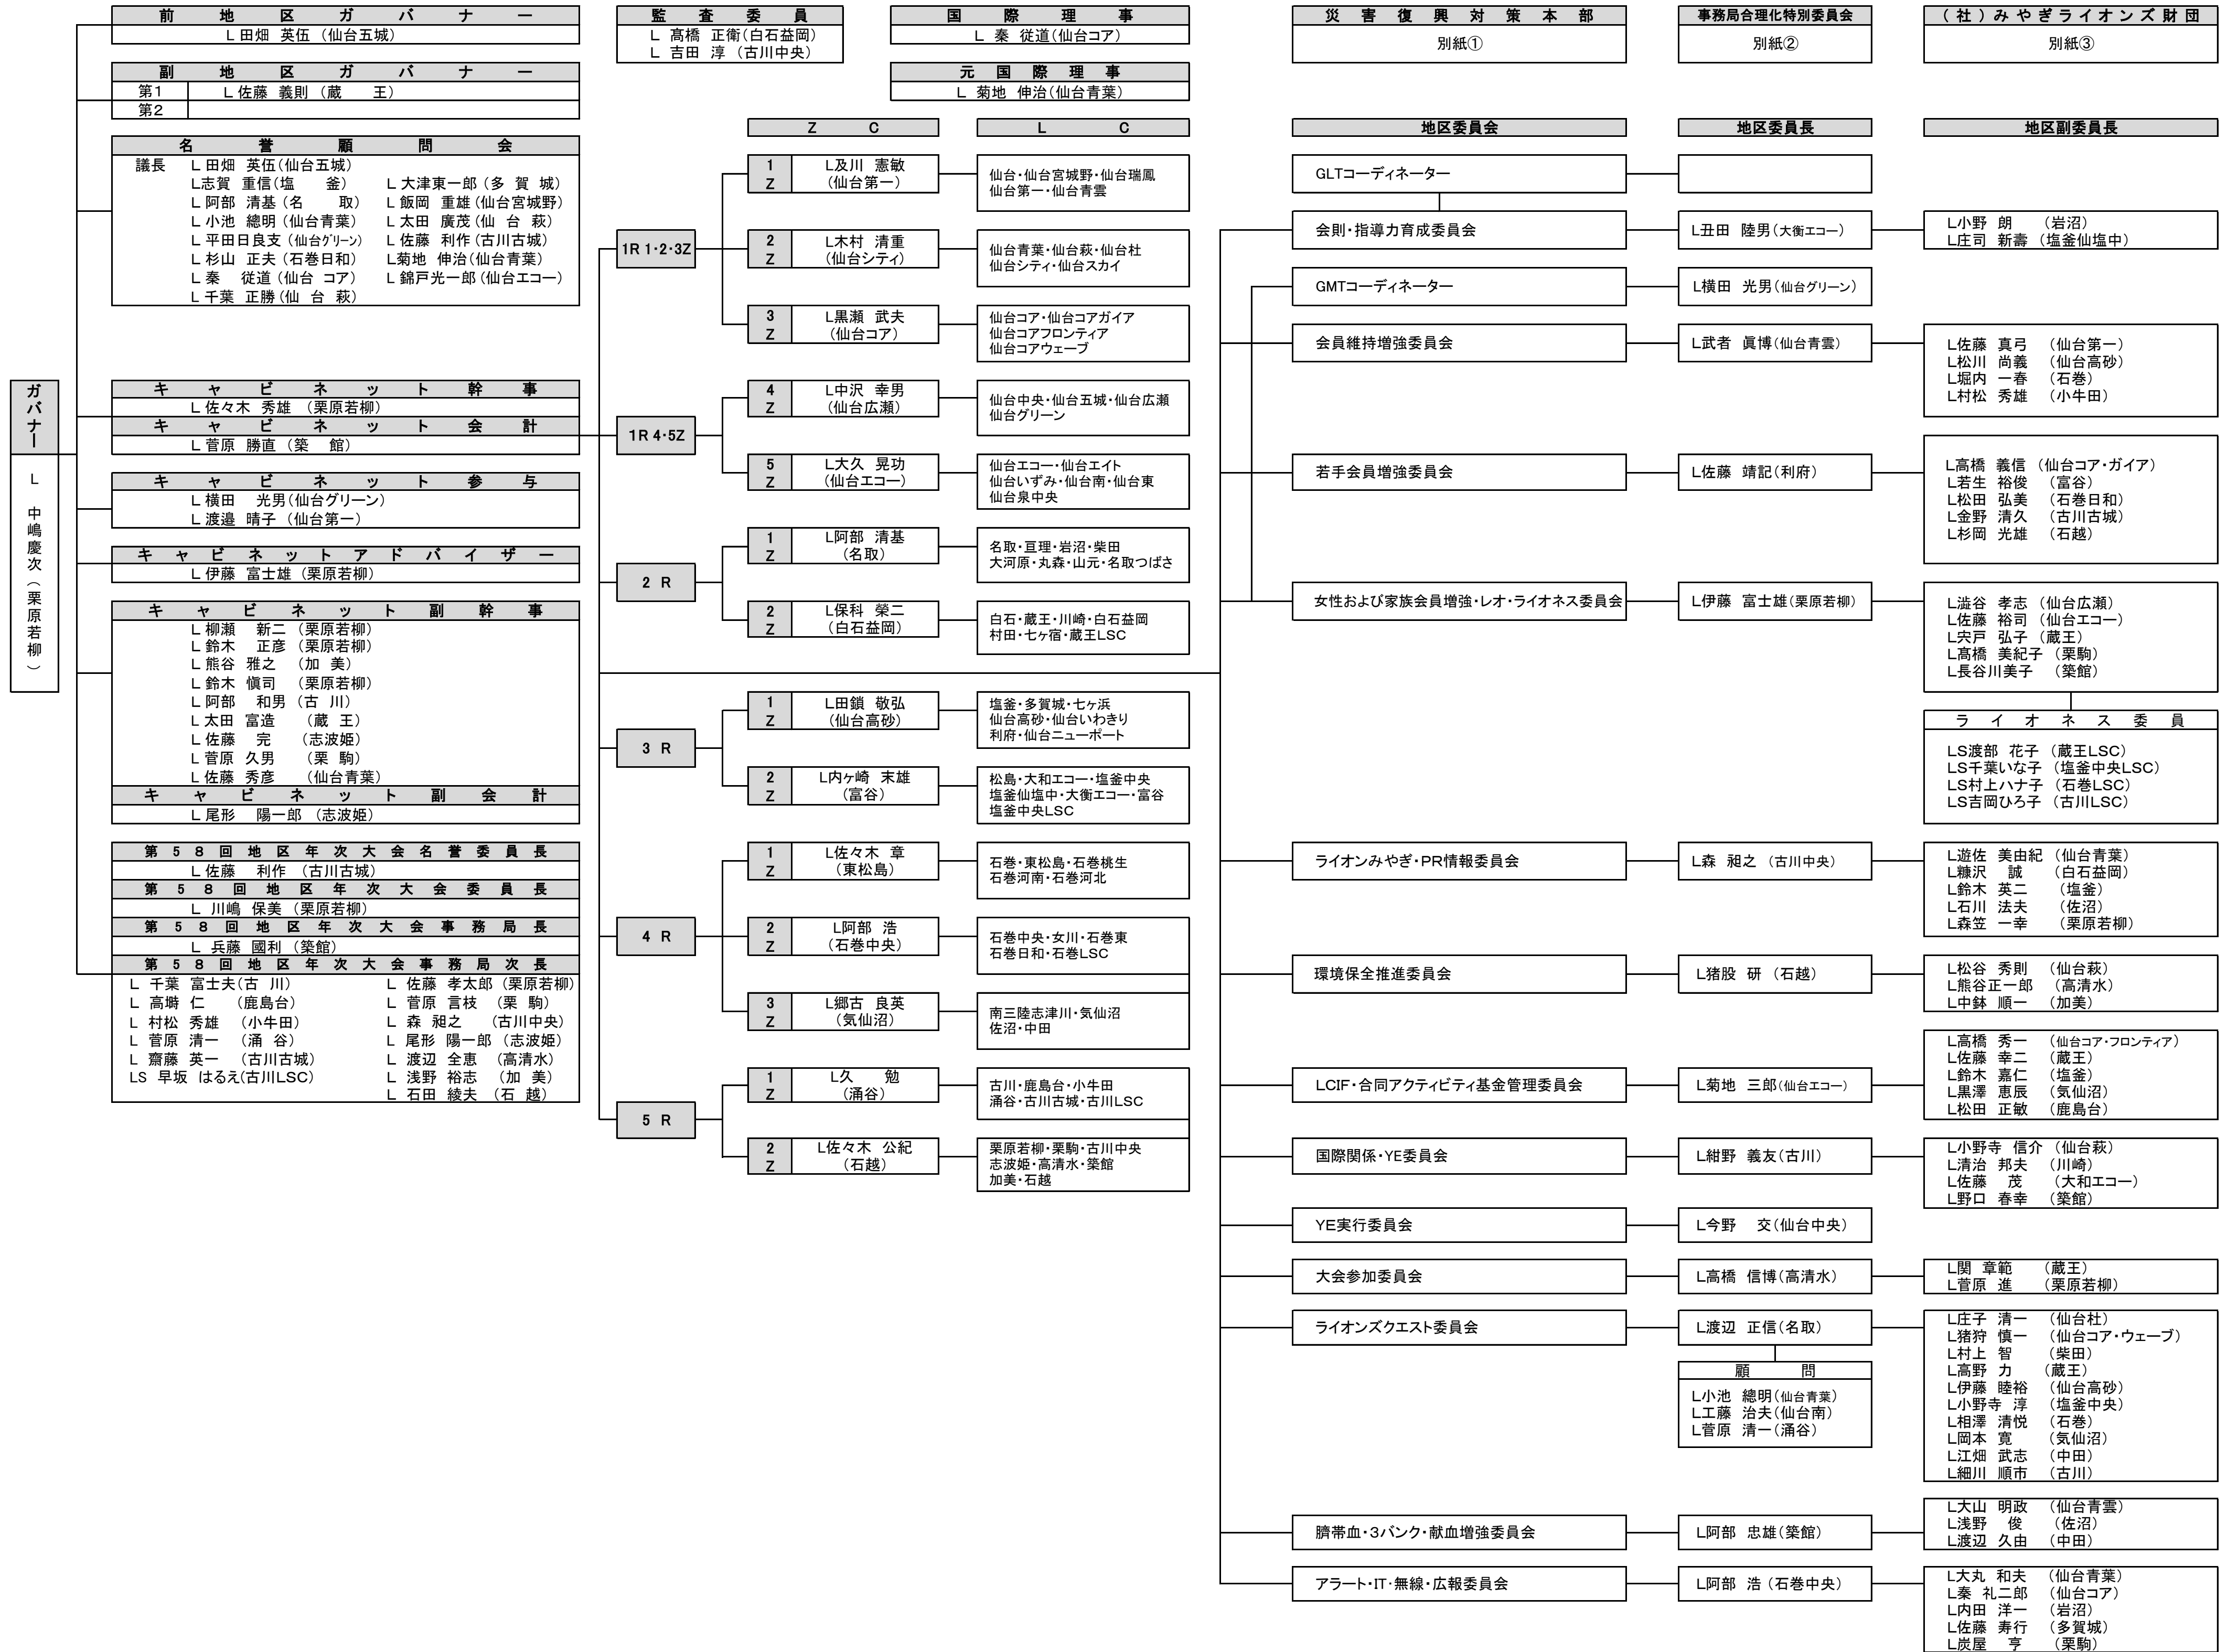 ガバナー
L 中嶋慶次（栗原若柳）
前地区ガバナー
L 田畑 英伍（仙台五城）
副地区ガバナー
第1 L 佐藤 義則（蔵 王）
第2
名誉顧問会
議長 L 田畑 英伍（仙台五城）
L志賀 重信（塩 釜） L 大津東一郎（多 賀 城）
L 阿部 清基（名 取） L 飯岡 重雄（仙台宮城野）
L 小池 總明（仙台青葉） L 太田 廣茂（仙 台 萩）
L 平田日良支（仙台グリーン） L 佐藤 利作（古川古城）
L 杉山 正夫（石巻日和） L菊地 伸治（仙台青葉）
L 秦 従道（仙台 コア） L 錦戸光一郎（仙台エコー）
L 千葉 正勝（仙 台 萩）
キャビネット幹事
L 佐々木 秀雄 （栗原若柳）
キャビネット会計
L 菅原 勝直（築 館）
キャビネット参与
L 横田 光男（仙台グリーン）
L 渡邉 晴子 （仙台第一）
キャビネットアドバイザー
L 伊藤 富士雄（栗原若柳）
キャビネット副幹事
L 柳瀬 新二 （栗原若柳）
L 鈴木 正彦 （栗原若柳）
L 熊谷 雅之 （加 美）
L 鈴木 愼司 （栗原若柳）
L 阿部 和男 （古 川）
L 太田 富造 （蔵 王）
L 佐藤 完 （志波姫）
L 菅原 久男 （栗 駒）
L 佐藤 秀彦 （仙台青葉）
キャビネット副会計
L 尾形 陽一郎 （志波姫）
第58回地区年次大会名誉委員長
L 佐藤 利作 （古川古城）
第58回地区年次大会委員長
L 川嶋 保美 （栗原若柳）
第58回地区年次大会事務局長
L 兵藤 國利 （築館）
第58回地区年次大会事務局次長
L 千葉 富士夫（古 川） L 佐藤 孝太郎 （栗原若柳）
L 高塒 仁 （鹿島台） L 菅原 言枝 （栗 駒）
L 村松 秀雄 （小牛田） L 森 昶之 （古川中央）
L 菅原 清一 （涌 谷） L 尾形 陽一郎 （志波姫）
L 齋藤 英一 （古川古城） L 渡辺 全恵 （高清水）
LS 早坂 はるえ（古川LSC） L 浅野 裕志 （加 美）
L 石田 綾夫 （石 越）
監査委員
L 髙橋 正衛（白石益岡）
L 吉田 淳 （古川中央）
国際理事
L 秦 従道（仙台コア）
元国際理事
L 菊地 伸治（仙台青葉）
ZC LC
1R 1・2・3Z
1Z L及川 憲敏（仙台第一）
仙台・仙台宮城野・仙台瑞鳳
仙台第一・仙台青雲
2Z L木村 清重（仙台シティ）
仙台青葉・仙台萩・仙台杜
仙台シティ・仙台スカイ
3Z L黒瀬 武夫（仙台コア）
仙台コア・仙台コアガイア
仙台コアフロンティア
仙台コアウェーブ
1R 4・5Z
4Z L中沢 幸男（仙台広瀬）
仙台中央・仙台五城・仙台広瀬
仙台グリーン
5Z L大久 晃功（仙台エコー）
仙台エコー・仙台エイト
仙台いずみ・仙台南・仙台東
仙台泉中央
2 R
1Z L阿部 清基（名取）
名取・亘理・岩沼・柴田
大河原・丸森・山元・名取つばさ
2Z L保科 榮二（白石益岡）
白石・蔵王・川崎・白石益岡
村田・七ヶ宿・蔵王LSC
3 R
1Z L田鎖 敬弘（仙台高砂）
塩釜・多賀城・七ヶ浜
仙台高砂・仙台いわきり
利府・仙台ニューポート
2Z L内ヶ崎 末雄（富谷）
松島・大和エコー・塩釜中央
塩釜仙塩中・大衡エコー・富谷
塩釜中央LSC
4 R
1Z L佐々木 章（東松島）
石巻・東松島・石巻桃生
石巻河南・石巻河北
2Z L阿部 浩（石巻中央）
石巻中央・女川・石巻東
石巻日和・石巻LSC
3Z L郷古 良英（気仙沼）
南三陸志津川・気仙沼
佐沼・中田
5 R
1Z L久 勉（涌谷）
古川・鹿島台・小牛田
涌谷・古川古城・古川LSC
2Z L佐々木 公紀（石越）
栗原若柳・栗駒・古川中央
志波姫・高清水・築館
加美・石越
災害復興対策本部
別紙①
事務局合理化特別委員会
別紙②
（社）みやぎライオンズ財団
別紙③
地区委員会 地区委員長 地区副委員長
GLTコーディネーター
会則・指導力育成委員会
L丑田 陸男（大衡エコー）
L小野 朗 （岩沼）
L庄司 新壽 （塩釜仙塩中）
GMTコーディネーター
L横田 光男（仙台グリーン）
会員維持増強委員会
L武者 眞博（仙台青雲）
L佐藤 真弓 （仙台第一）
L松川 尚義 （仙台高砂）
L堀内 一春 （石巻）
L村松 秀雄 （小牛田）
若手会員増強委員会
L佐藤 靖記（利府）
L高橋 義信 （仙台コア・ガイア）
L若生 裕俊 （富谷）
L松田 弘美 （石巻日和）
L金野 清久 （古川古城）
L杉岡 光雄 （石越）
女性および家族会員増強・レオ・ライオネス委員会
L伊藤 富士雄（栗原若柳）
L澁谷 孝志 （仙台広瀬）
L佐藤 裕司 （仙台エコー）
L宍戸 弘子 （蔵王）
L髙橋 美紀子 （栗駒）
L長谷川美子 （築館）
ライオネス委員
LS渡部 花子 （蔵王LSC）
LS千葉いな子 （塩釜中央LSC）
LS村上ハナ子 （石巻LSC）
LS吉岡ひろ子 （古川LSC）
ライオンみやぎ・PR情報委員会
L森 昶之 （古川中央）
L遊佐 美由紀 （仙台青葉）
L糠沢 誠 （白石益岡）
L鈴木 英二 （塩釜）
L石川 法夫 （佐沼）
L森笠 一幸 （栗原若柳）
環境保全推進委員会
L猪股 研 （石越）
L松谷 秀則 （仙台萩）
L熊谷正一郎 （高清水）
L中鉢 順一 （加美）
LCIF・合同アクティビティ基金管理委員会
L菊地 三郎（仙台エコー）
L高橋 秀一 （仙台コア・フロンティア）
L佐藤 幸二 （蔵王）
L鈴木 嘉仁 （塩釜）
L黒澤 恵辰 （気仙沼）
L松田 正敏 （鹿島台）
国際関係・YE委員会
L紺野 義友（古川）
L小野寺 信介 （仙台萩）
L清治 邦夫 （川崎）
L佐藤 茂 （大和エコー）
L野口 春幸 （築館）
YE実行委員会
L今野 交（仙台中央）
大会参加委員会
L高橋 信博（高清水）
L関 章範 （蔵王）
L菅原 進 （栗原若柳）
ライオンズクエスト委員会
L渡辺 正信（名取）
顧問
L小池 總明（仙台青葉）
L工藤 治夫（仙台南）
L菅原 清一（涌谷）
L庄子 清一 （仙台杜）
L猪狩 慎一 （仙台コア・ウェーブ）
L村上 智 （柴田）
L高野 力 （蔵王）
L伊藤 睦裕 （仙台高砂）
L小野寺 淳 （塩釜中央）
L相澤 清悦 （石巻）
L岡本 寛 （気仙沼）
L江畑 武志 （中田）
L細川 順市 （古川）
臍帯血・3バンク・献血増強委員会
L阿部 忠雄（築館）
L大山 明政 （仙台青雲）
L浅野 俊 （佐沼）
L渡辺 久由 （中田）
アラート・IT・無線・広報委員会
L阿部 浩 （石巻中央）
L大丸 和夫 （仙台青葉）
L秦 礼二郎 （仙台コア）
L内田 洋一 （岩沼）
L佐藤 寿行 （多賀城）
L炭屋 亨 （栗駒）